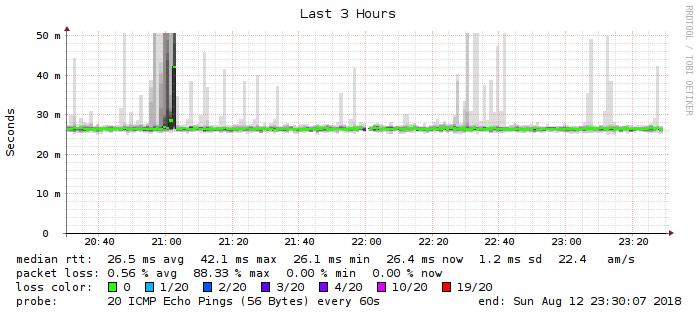 Last 3 Hours
RRDTOOL / TOBI OETIKER
Seconds
50 m
40 m
30 m
20 m
10 m
0
20:40 21:00 21:20 21:40 22:00 22:20 22:40 23:00 23:20
median rtt: 26.5 ms avg 42.1 ms max 26.1 ms min 26.4 ms now 1.2 ms sd 22.4 am/s
packet loss: 0.56 % avg 88.33 % max 0.00 % min 0.00 % now
loss color: 0 1/20 2/20 3/20 4/20 10/20 19/20
probe: 20 ICMP Echo Pings (56 Bytes) every 60s end: Sun Aug 12 23:30:07 2018